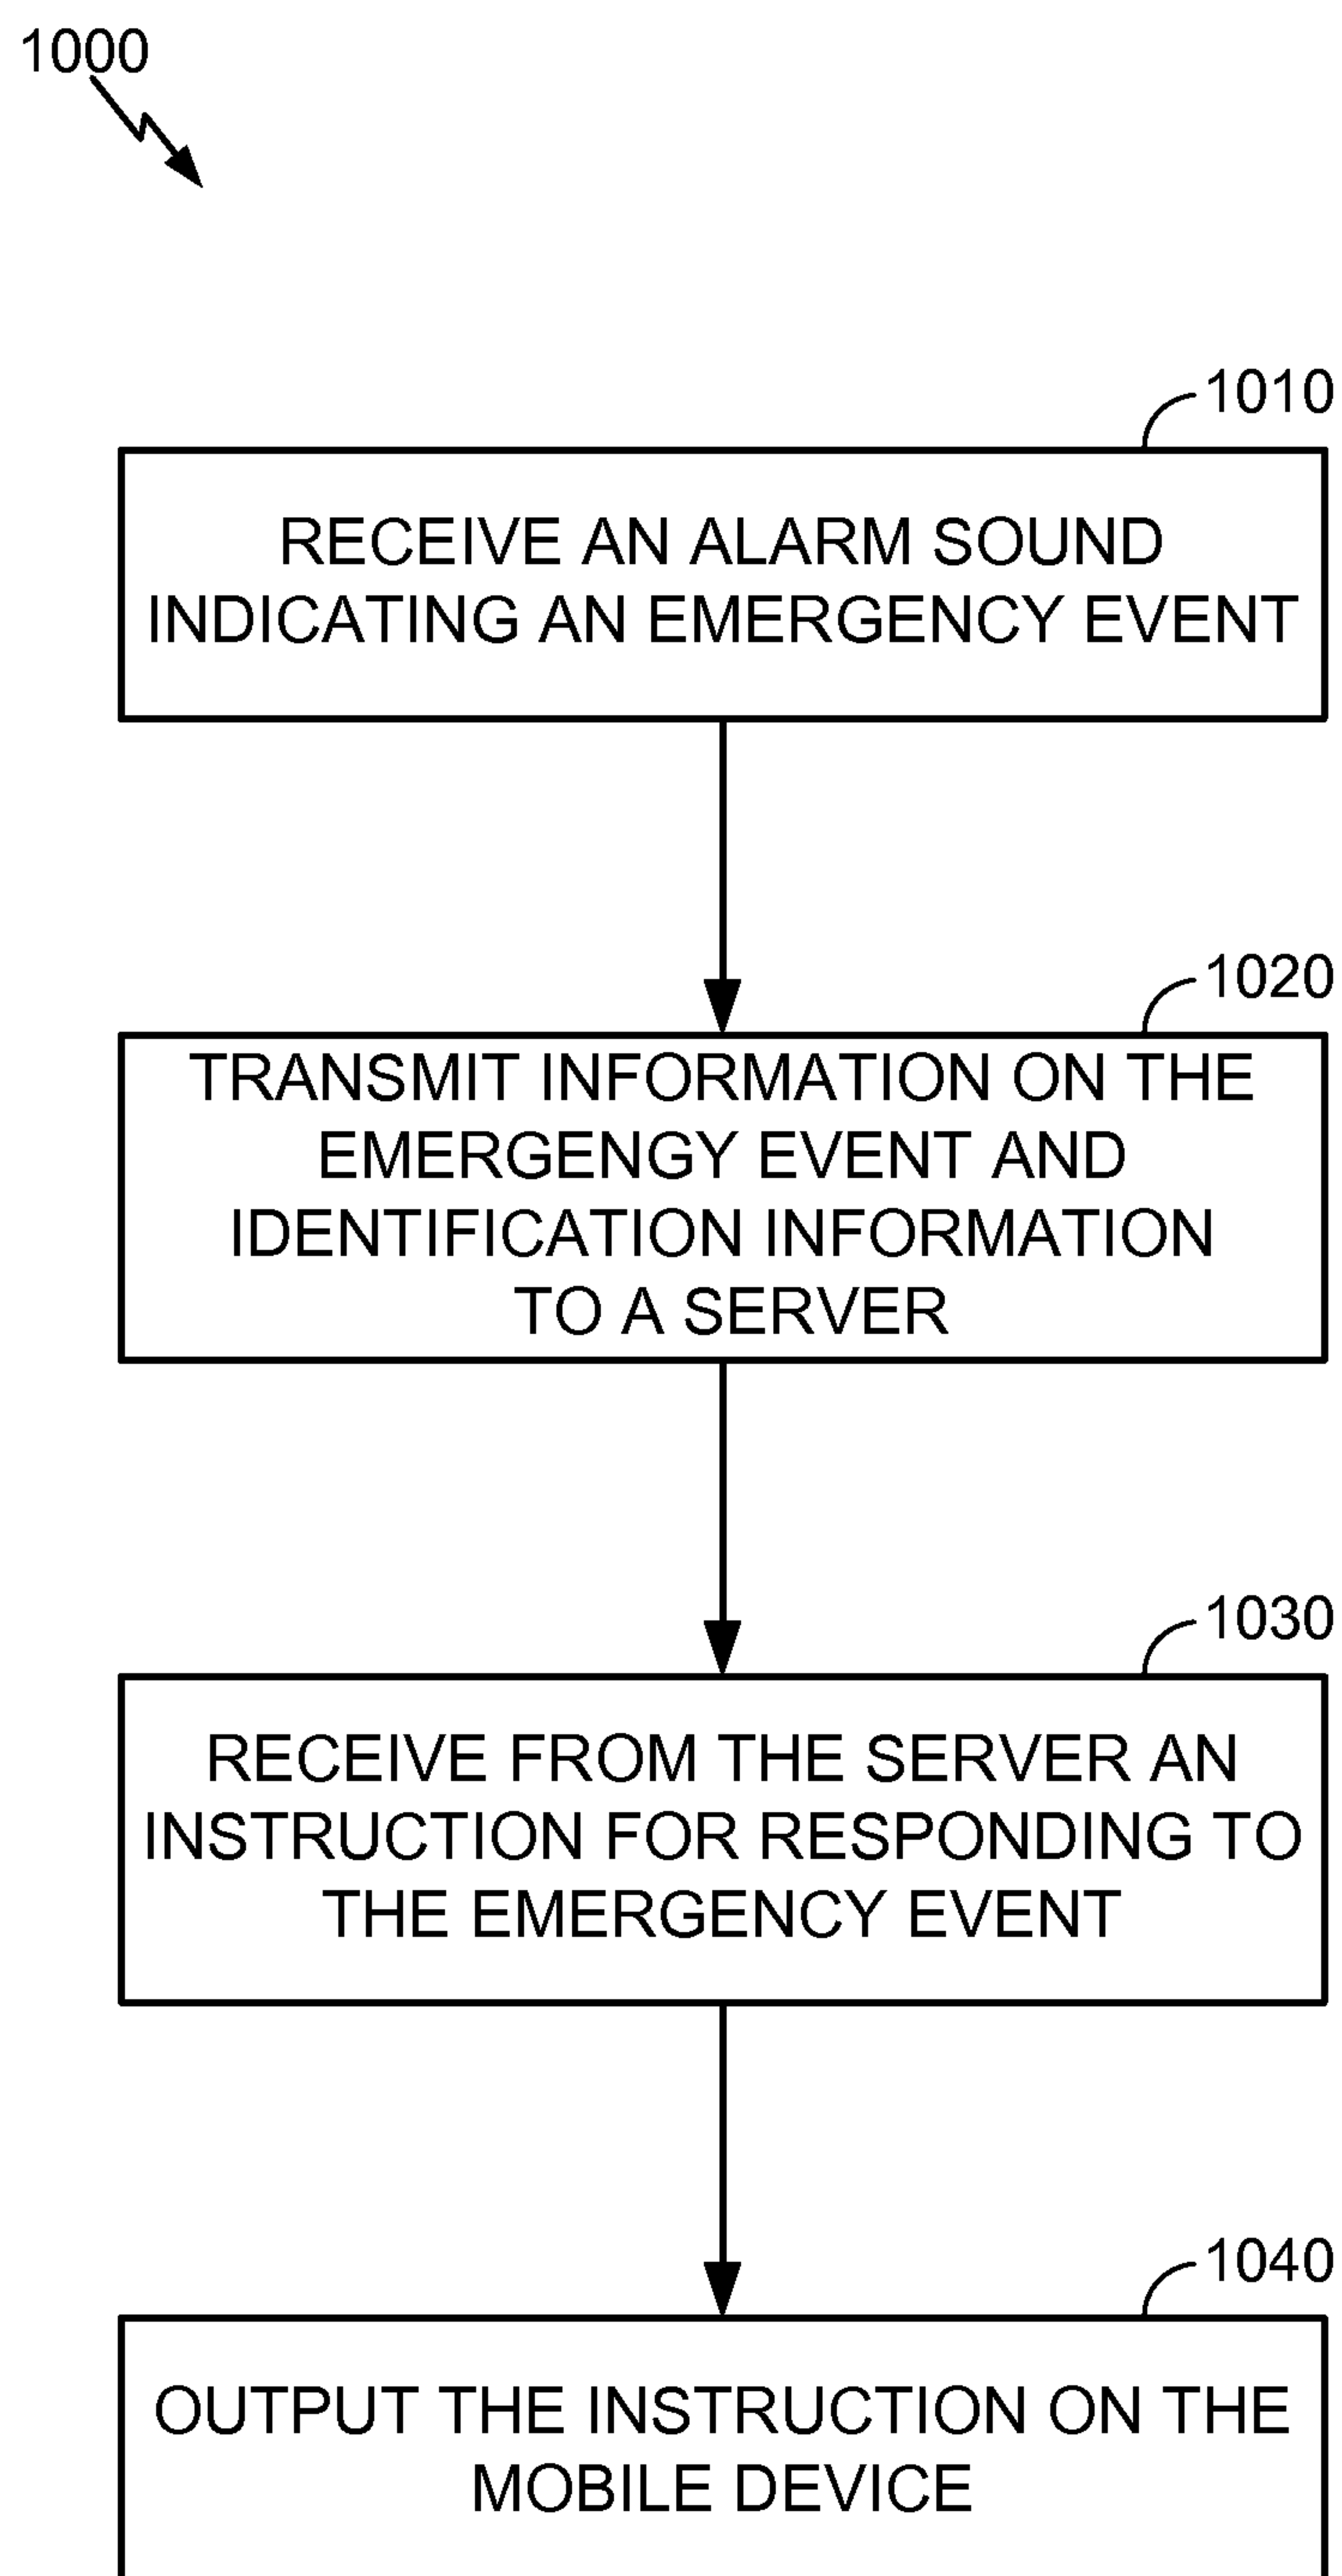 1000
1010
RECEIVE AN ALARM SOUND
INDICATING AN EMERGENCY EVENT
1020
TRANSMIT INFORMATION ON THE
EMERGENGY EVENT AND
IDENTIFICATION INFORMATION
TO A SERVER
1030
RECEIVE FROM THE SERVER AN
INSTRUCTION FOR RESPONDING TO
THE EMERGENCY EVENT
1040
OUTPUT THE INSTRUCTION ON THE
MOBILE DEVICE